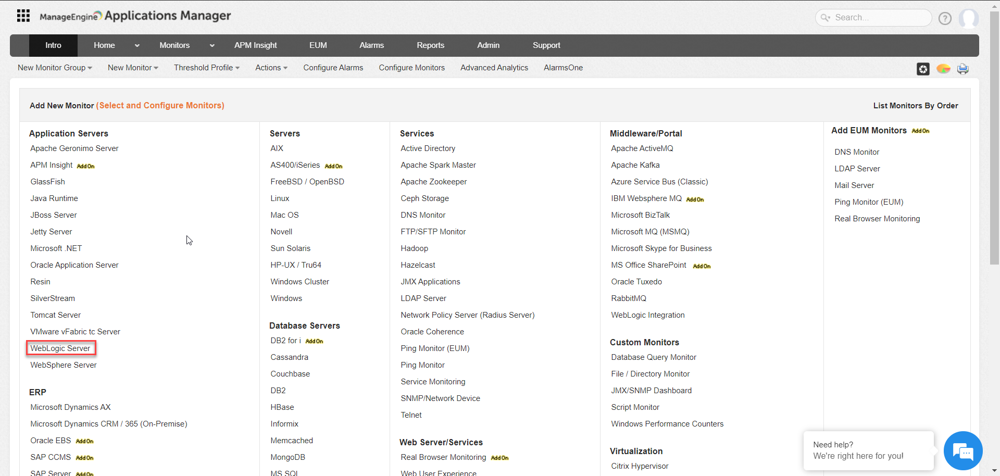 ManageEngine Applications Manager
Search...
?
Intro Home Monitors APM Insight EUM Alarms Reports Admin Support
New Monitor Group New Monitor Threshold Profile Actions Configure Alarms Configure Monitors Advanced Analytics AlarmsOne
Add New Monitor (Select and Configure Monitors)
List Monitors By Order
Application Servers
Apache Geronimo Server
APM Insight Add On
GlassFish
Java Runtime
JBoss Server
Jetty Server
Microsoft .NET
Oracle Application Server
Resin
SilverStream
Tomcat Server
VMware vFabric tc Server
WebLogic Server
WebSphere Server
ERP
Microsoft Dynamics AX
Microsoft Dynamics CRM / 365 (On-Premise)
Oracle EBS Add On
SAP CCMS Add On
SAP Server Add On
Servers
AIX
AS400/iSeries Add On
FreeBSD / OpenBSD
Linux
Mac OS
Novell
Sun Solaris
HP-UX / Tru64
Windows Cluster
Windows
Database Servers
DB2 for i Add On
Cassandra
Couchbase
DB2
HBase
Informix
Memcached
MongoDB
MS SQL
Services
Active Directory
Apache Spark Master
Apache Zookeeper
Ceph Storage
DNS Monitor
FTP/SFTP Monitor
Hadoop
Hazelcast
JMX Applications
LDAP Server
Network Policy Server (Radius Server)
Oracle Coherence
Ping Monitor (EUM)
Ping Monitor
Service Monitoring
SNMP/Network Device
Telnet
Web Server/Services
Real Browser Monitoring Add On
Web User Experience
Middleware/Portal
Apache ActiveMQ
Apache Kafka
Azure Service Bus (Classic)
IBM Websphere MQ Add On
Microsoft BizTalk
Microsoft MQ (MSMQ)
Microsoft Skype for Business
MS Office SharePoint Add On
Oracle Tuxedo
RabbitMQ
WebLogic Integration
Custom Monitors
Database Query Monitor
File / Directory Monitor
JMX/SNMP Dashboard
Script Monitor
Windows Performance Counters
Virtualization
Citrix Hypervisor
Add EUM Monitors Add On
DNS Monitor
LDAP Server
Mail Server
Ping Monitor (EUM)
Real Browser Monitoring
Need help?
We're right here for you!